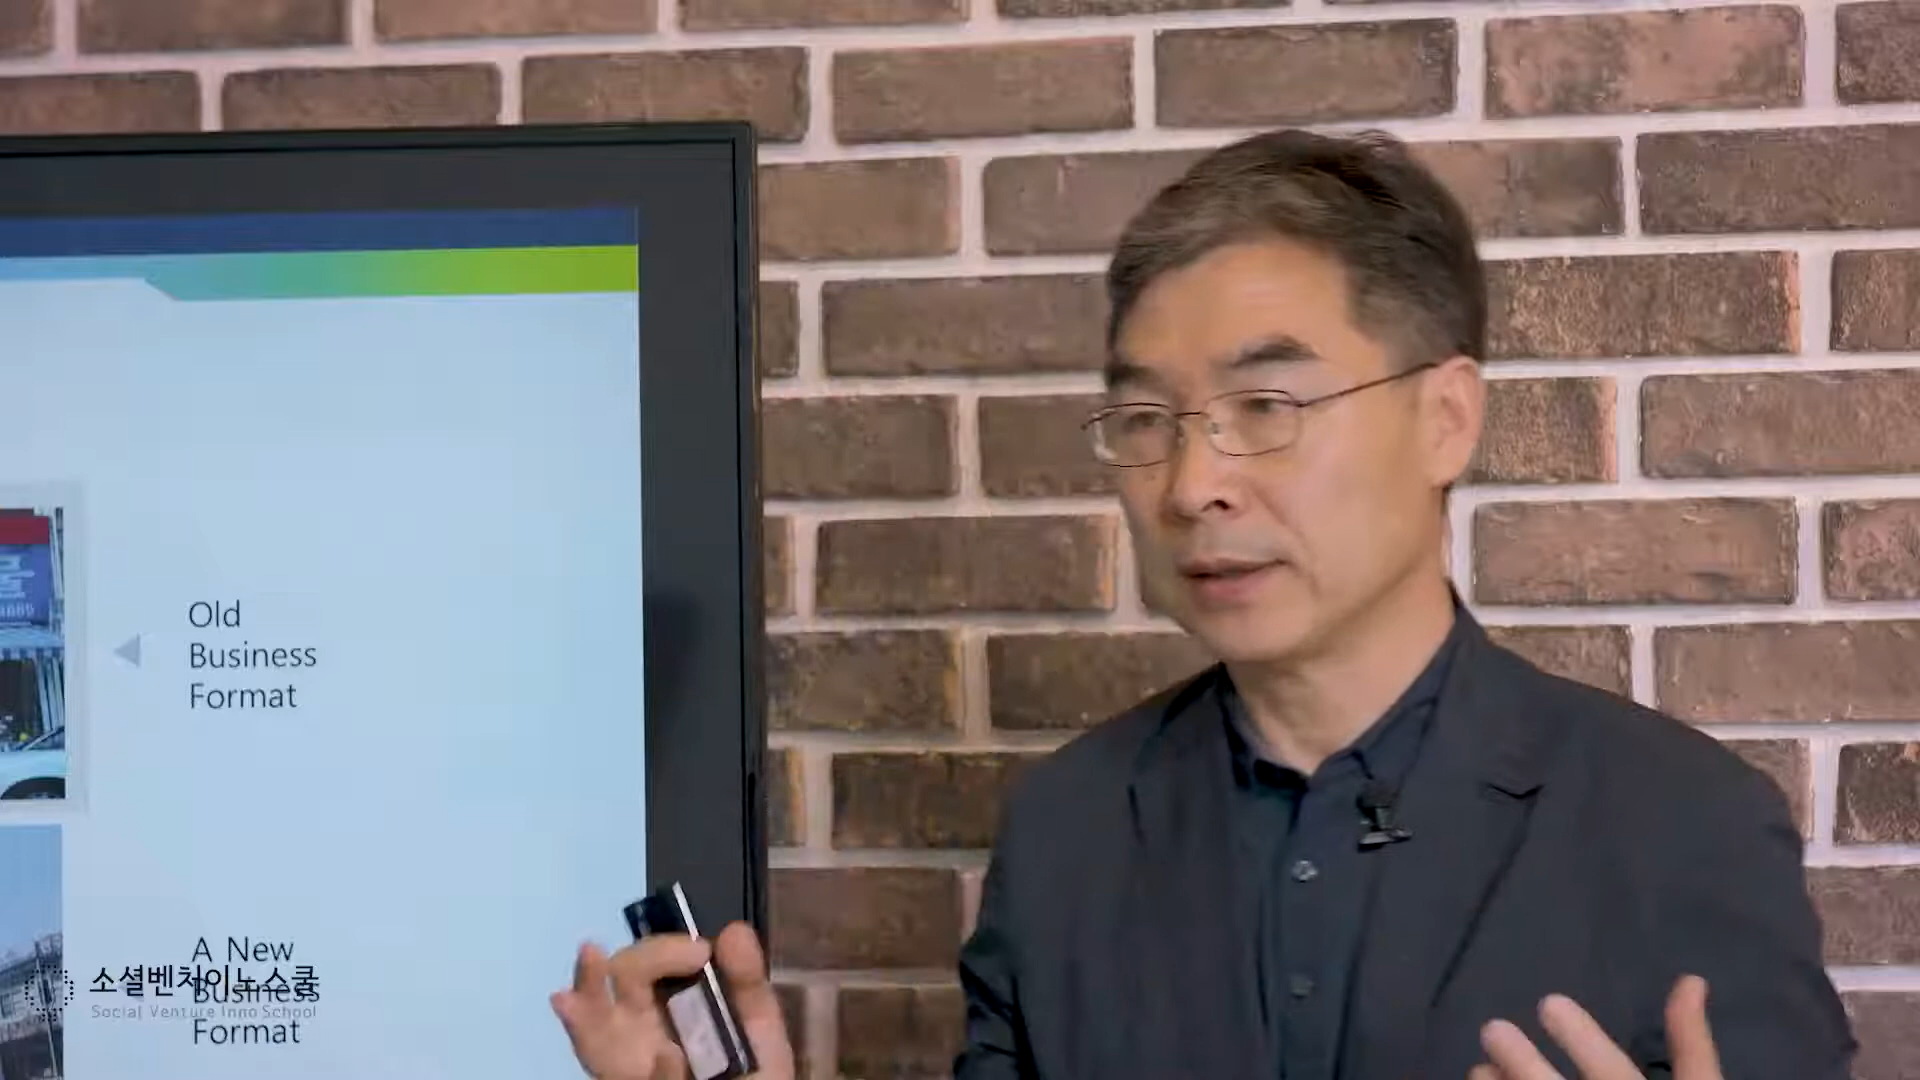 Old
Business
Format
A New
Business
Format
소셜벤처이노스쿨
Social Venture Inno School